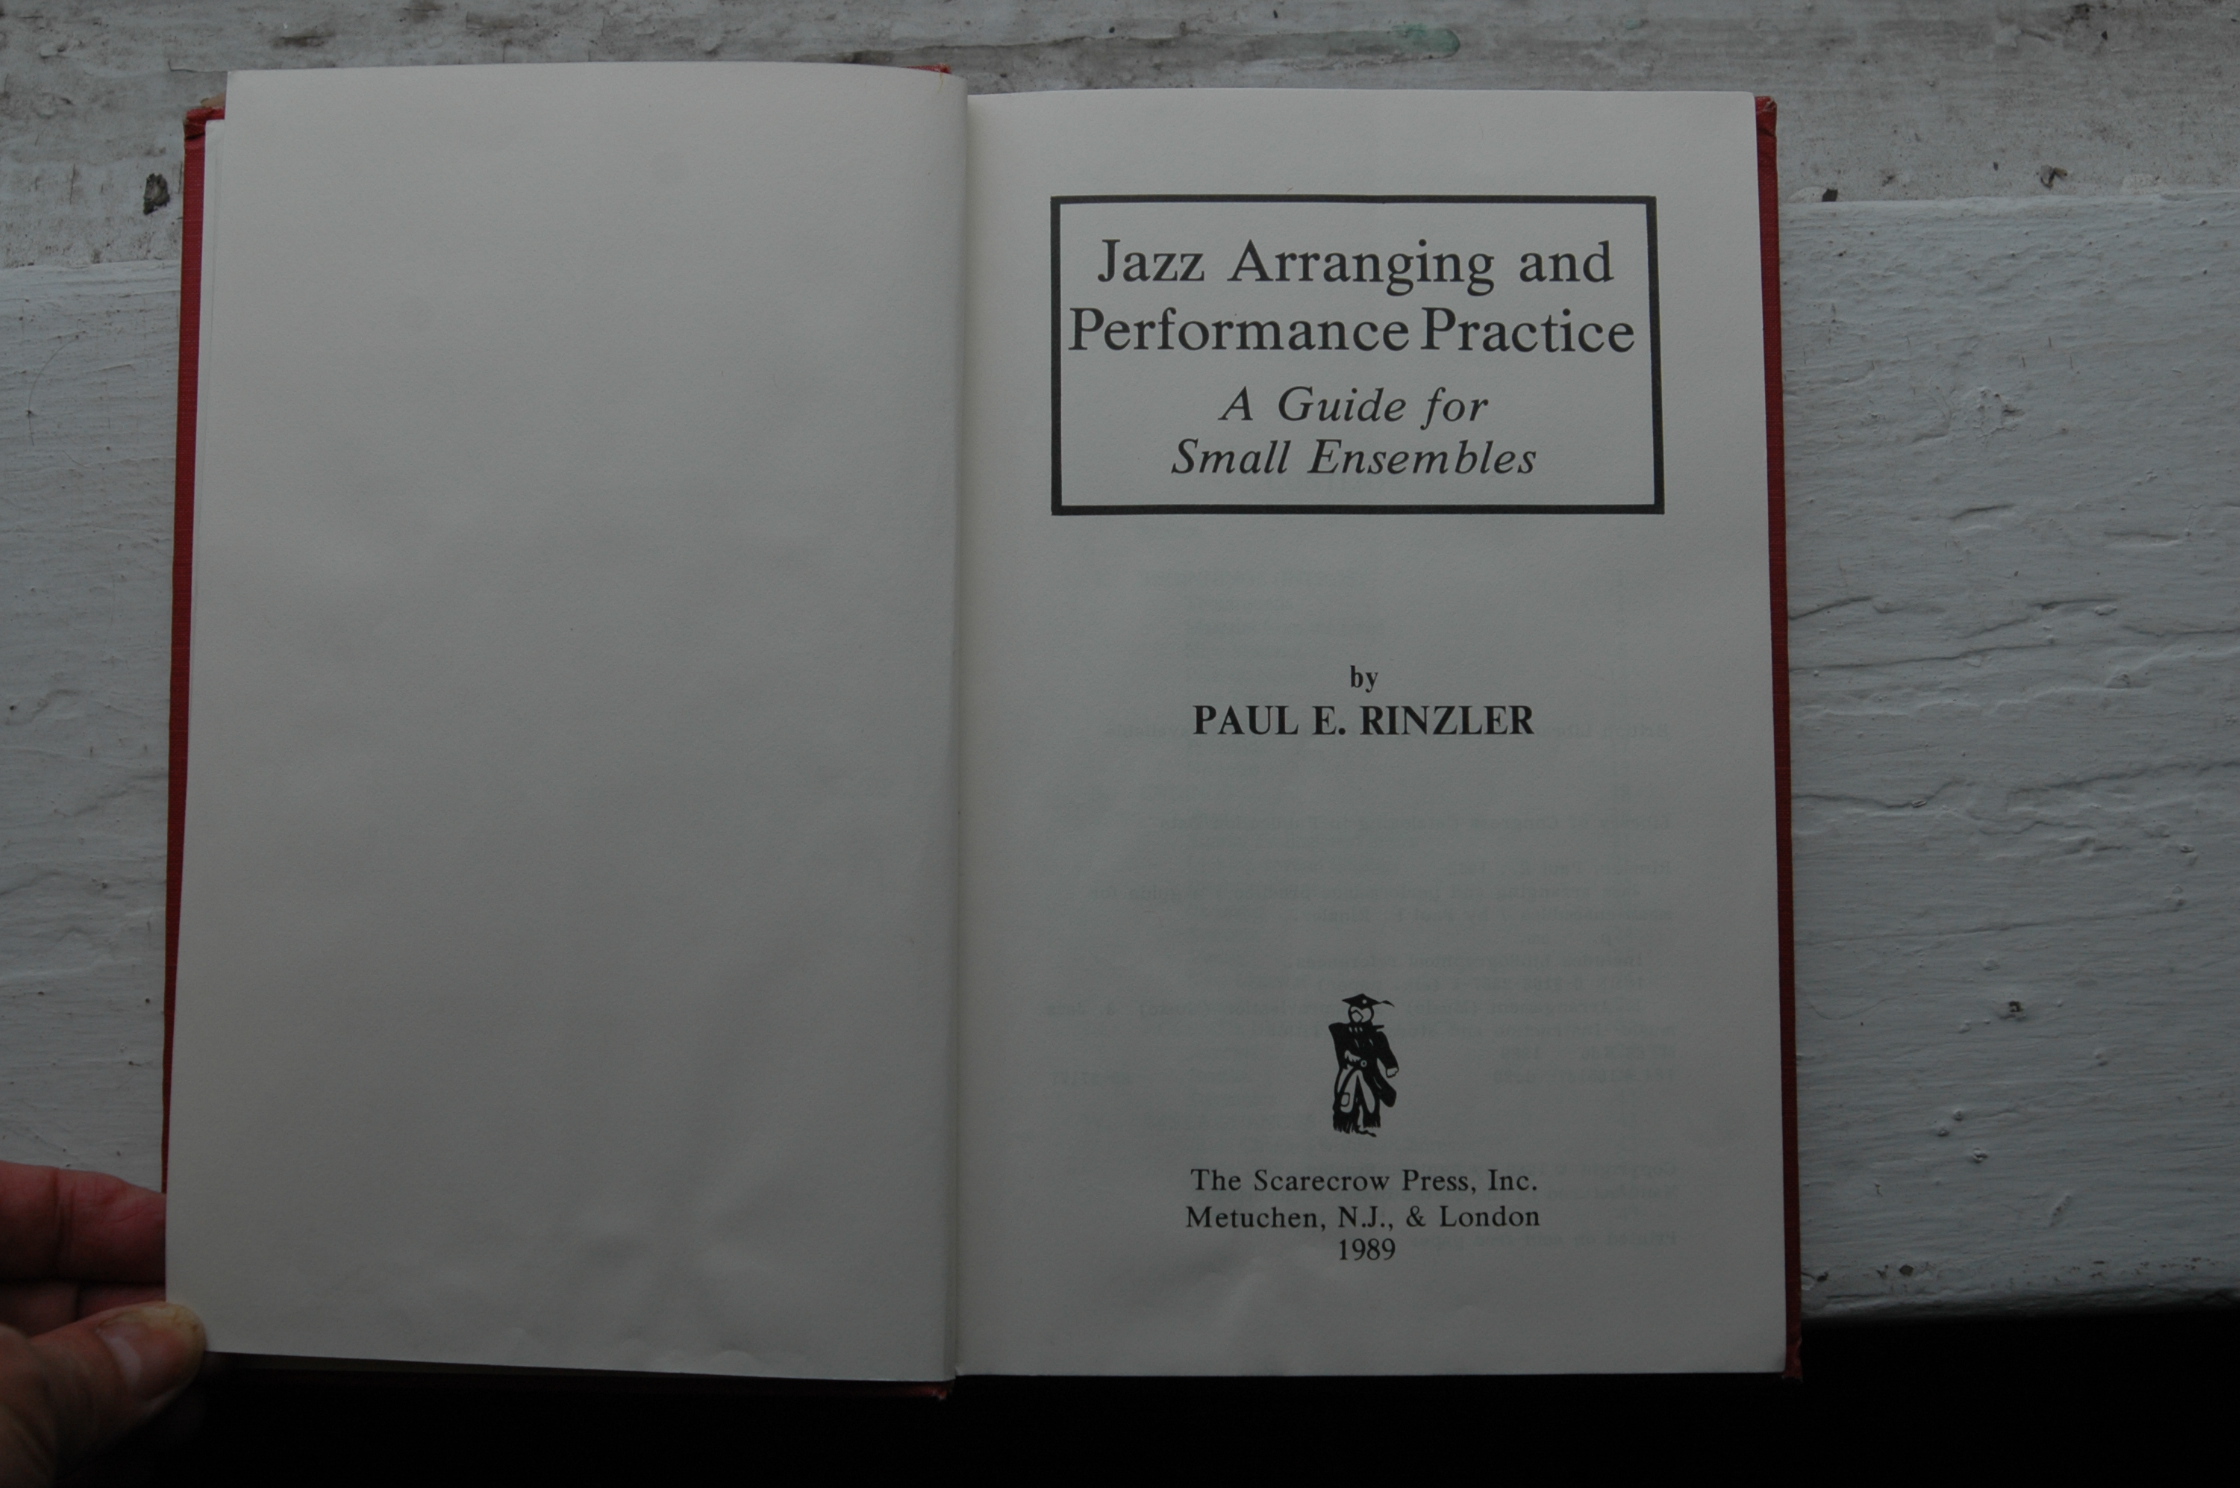 Jazz Arranging and
Performance Practice
A Guide for
Small Ensembles
by
PAUL E. RINZLER
The Scarecrow Press, Inc.
Metuchen, N.J., & London
1989